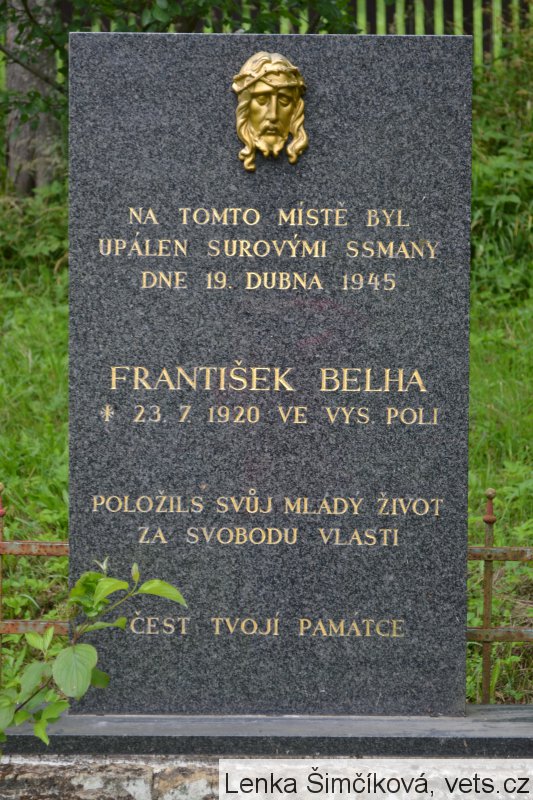 NA TOMTO MÍSTĚ BYL
UPÁLEN SUROVÝMI SSMANY
DNE 19. DUBNA 1945
FRANTIŠEK BELHA
* 23. 7. 1920 VE VYS. POLI
POLOŽILS SVŮJ MLADÝ ŽIVOT
ZA SVOBODU VLASTI
ČEST TVOJÍ PAMÁTCE
Lenka Šimčíková, vets.cz